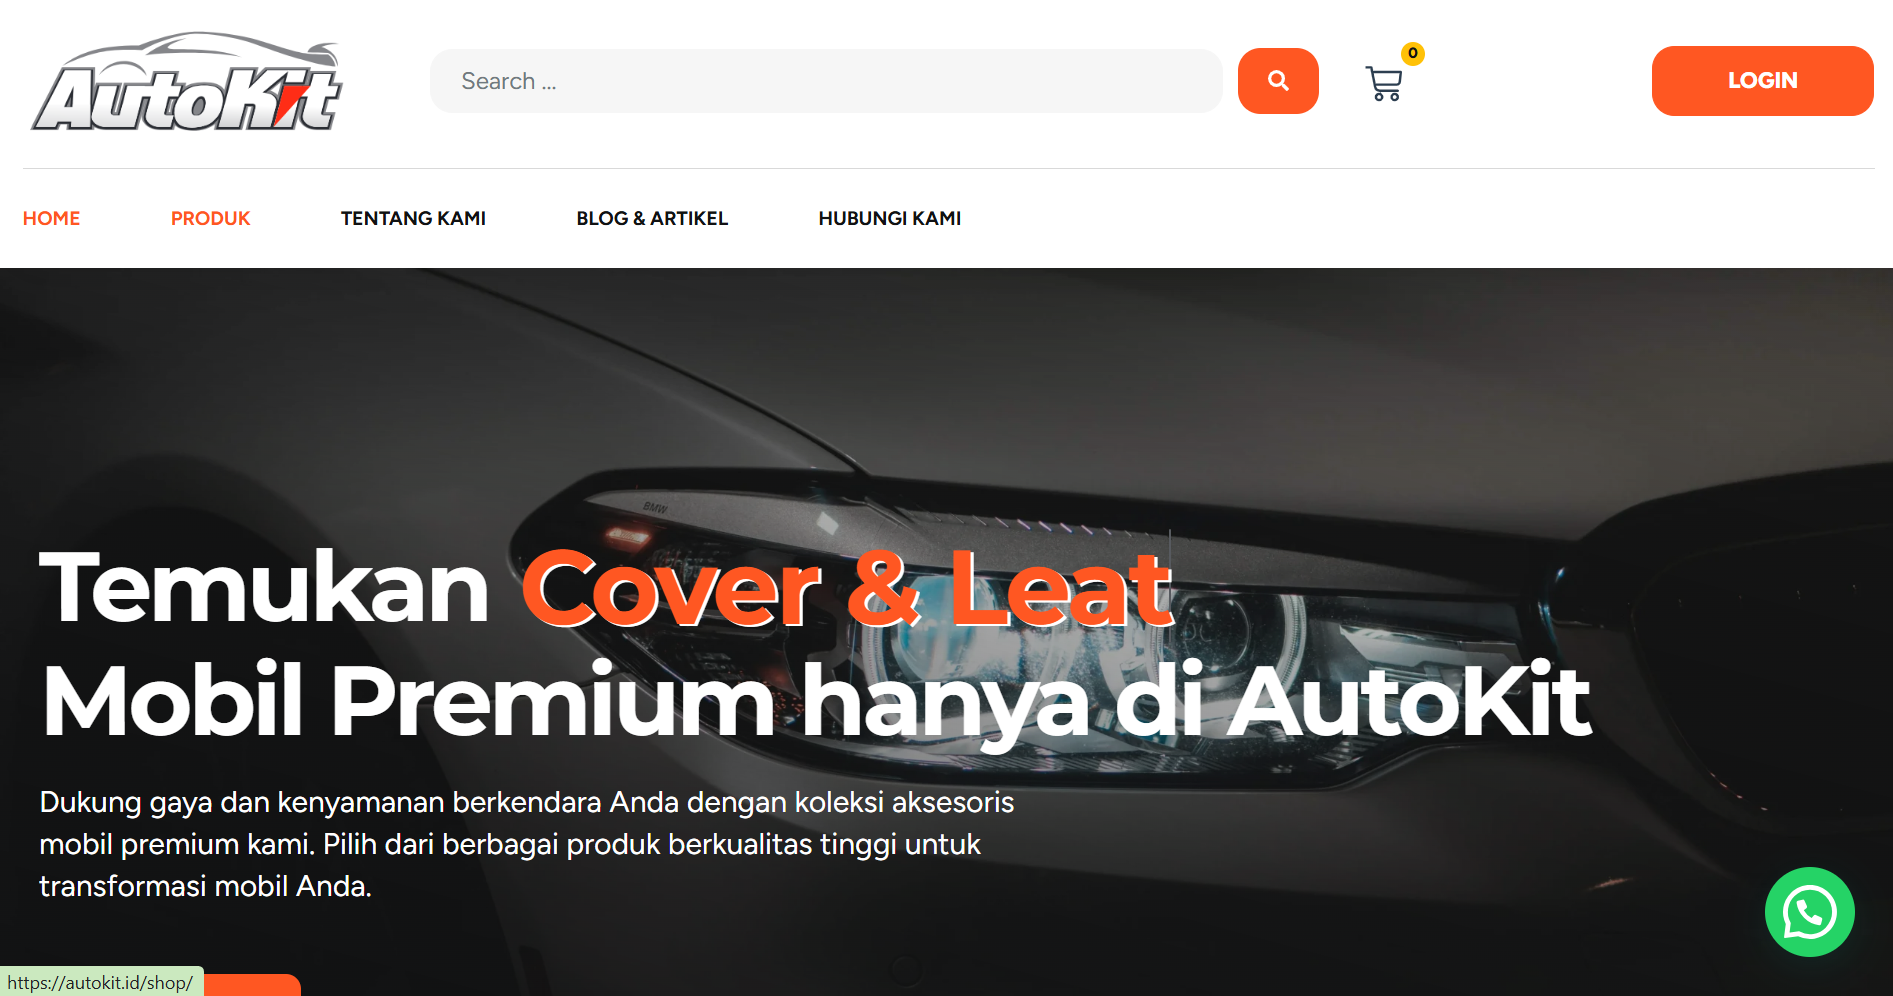 AutoKit
Search ...
0
LOGIN
HOME
PRODUK
TENTANG KAMI
BLOG & ARTIKEL
HUBUNGI KAMI
BMW
Temukan Cover & Leat
Mobil Premium hanya di AutoKit
Dukung gaya dan kenyamanan berkendara Anda dengan koleksi aksesoris
mobil premium kami. Pilih dari berbagai produk berkualitas tinggi untuk
transformasi mobil Anda.
https://autokit.id/shop/